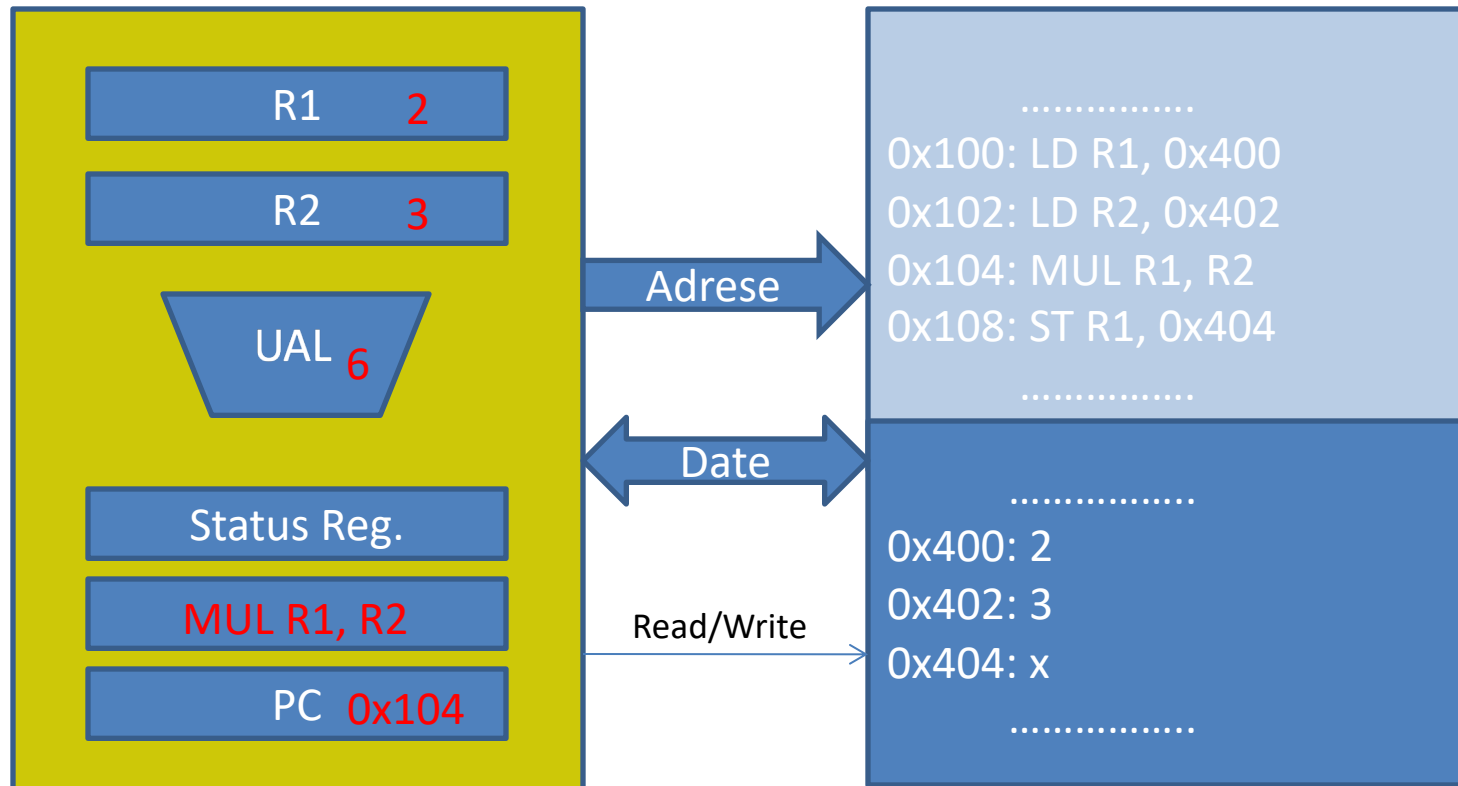 R1 2
R2 3
UAL 6
Status Reg.
MUL R1, R2
PC 0x104
Adrese
Date
Read/Write
…………….
0x100: LD R1, 0x400
0x102: LD R2, 0x402
0x104: MUL R1, R2
0x108: ST R1, 0x404
…………….
……………..
0x400: 2
0x402: 3
0x404: x
……………..